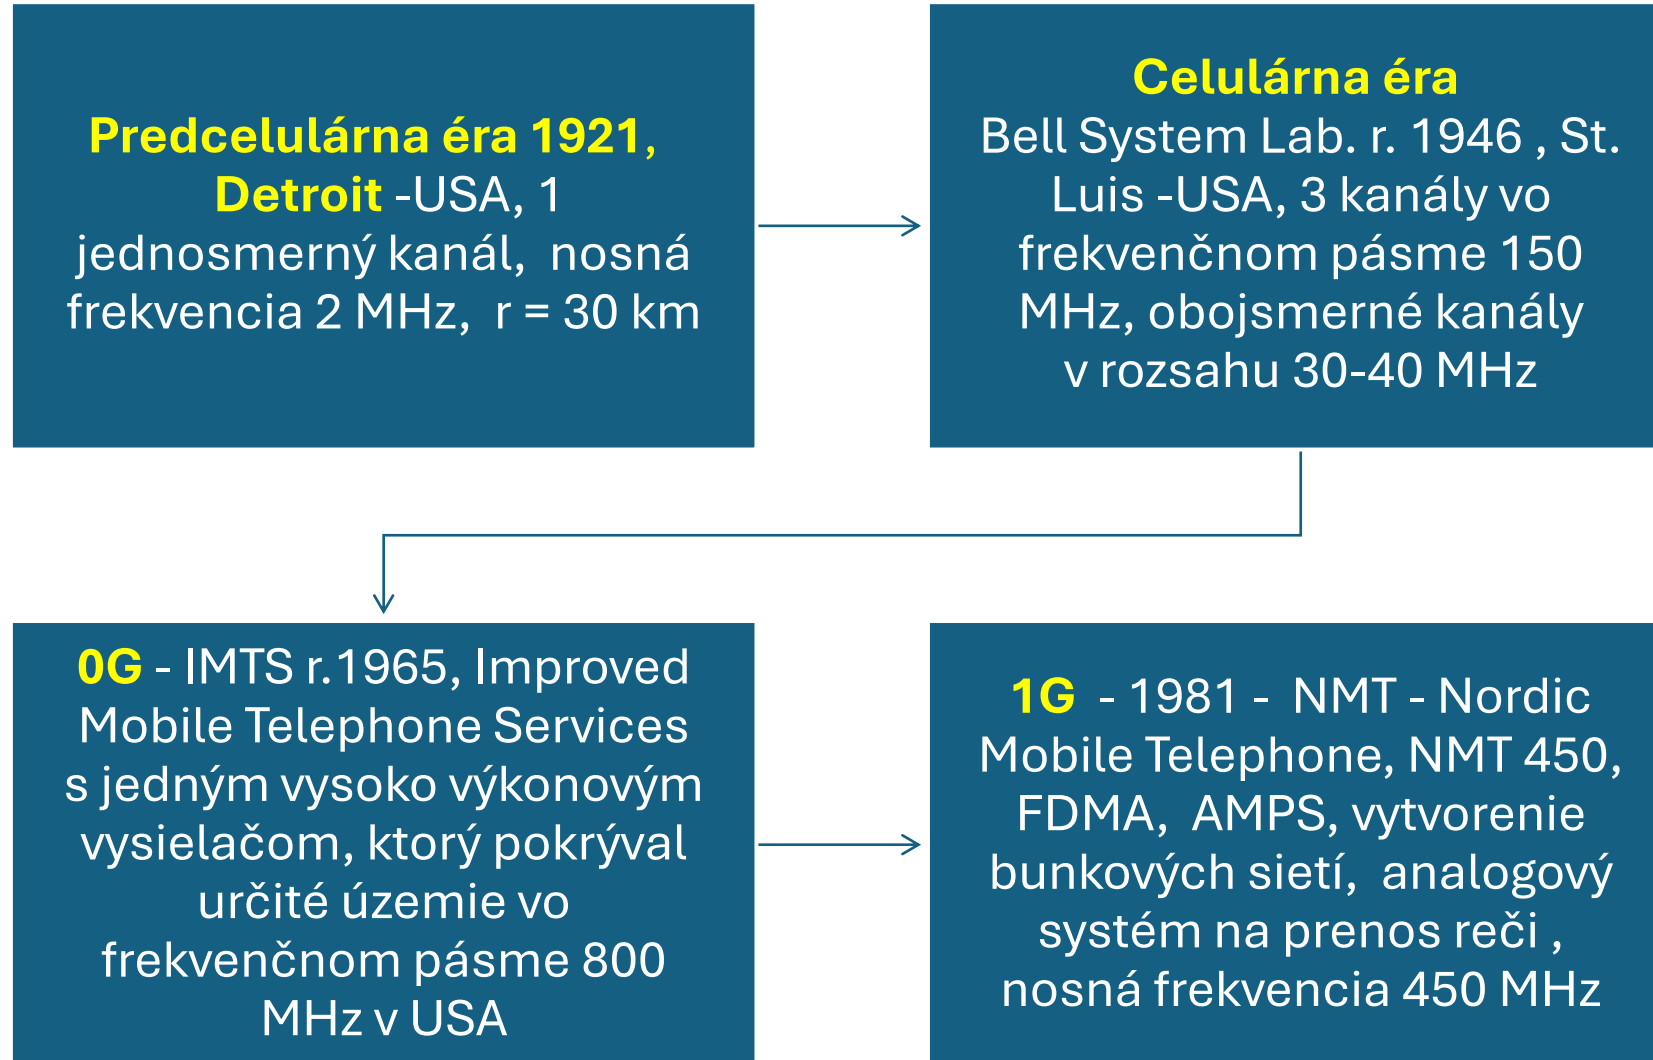 Predcelulárna éra 1921,
Detroit -USA, 1
jednosmerný kanál, nosná
frekvencia 2 MHz, r = 30 km
Celulárna éra
Bell System Lab. r. 1946 , St.
Luis -USA, 3 kanály vo
frekvenčnom pásme 150
MHz, obojsmerné kanály
v rozsahu 30-40 MHz
0G - IMTS r.1965, Improved
Mobile Telephone Services
s jedným vysoko výkonovým
vysielačom, ktorý pokrýval
určité územie vo
frekvenčnom pásme 800
MHz v USA
1G - 1981 - NMT - Nordic
Mobile Telephone, NMT 450,
FDMA, AMPS, vytvorenie
bunkových sietí, analogový
systém na prenos reči ,
nosná frekvencia 450 MHz